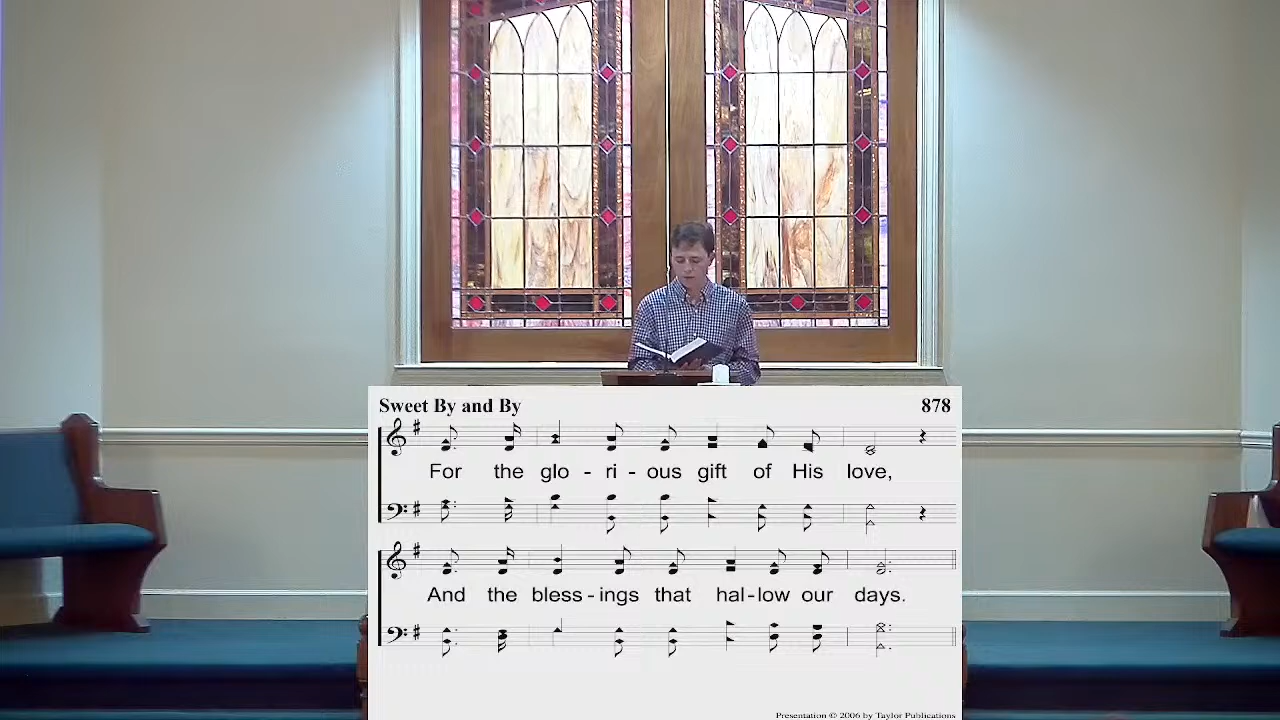 Sweet By and By 878
For the glo - ri - ous gift of His love,
And the bless - ings that hal - low our days.
Presentation © 2006 by Taylor Publications